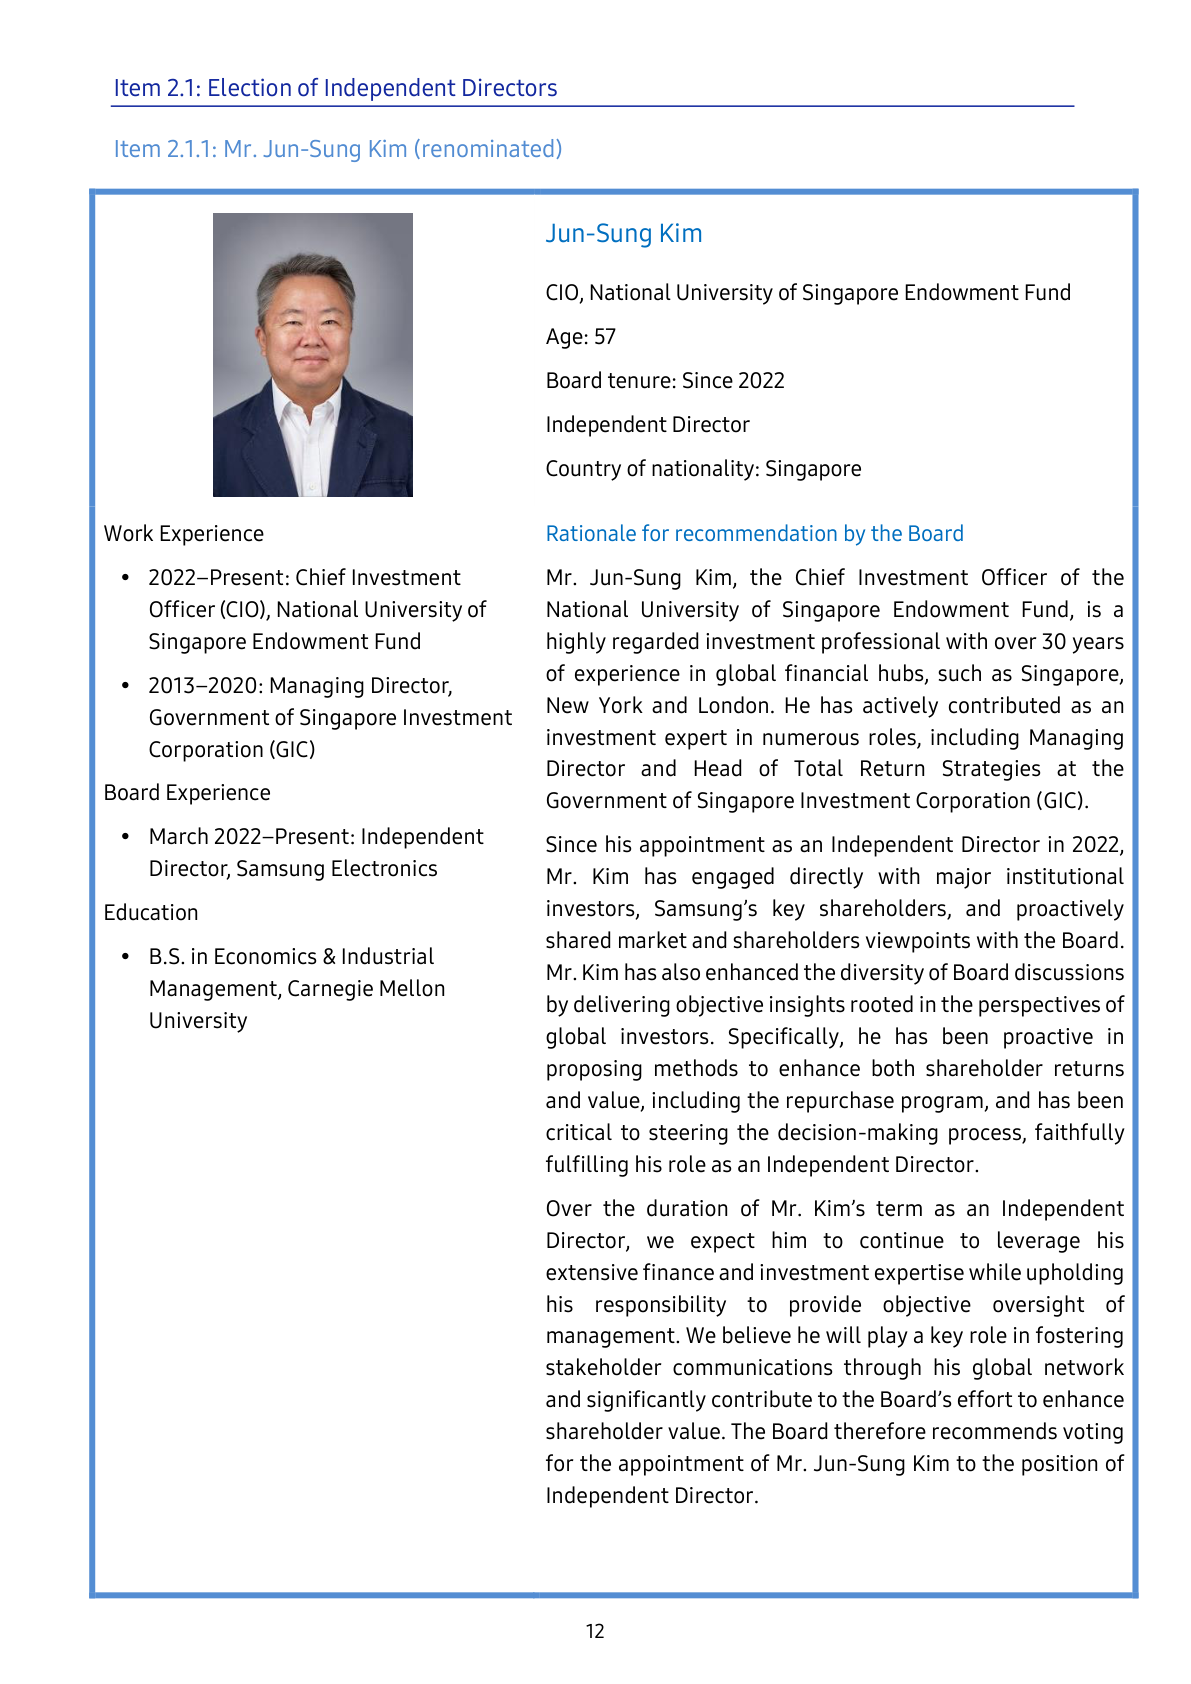 Item 2.1: Election of Independent Directors
Item 2.1.1: Mr. Jun-Sung Kim (renominated)
Jun-Sung Kim
CIO, National University of Singapore Endowment Fund
Age: 57
Board tenure: Since 2022
Independent Director
Country of nationality: Singapore
Work Experience
• 2022–Present: Chief Investment
Officer (CIO), National University of
Singapore Endowment Fund
• 2013–2020: Managing Director,
Government of Singapore Investment
Corporation (GIC)
Board Experience
• March 2022–Present: Independent
Director, Samsung Electronics
Education
• B.S. in Economics & Industrial
Management, Carnegie Mellon
University
Rationale for recommendation by the Board
Mr. Jun-Sung Kim, the Chief Investment Officer of the
National University of Singapore Endowment Fund, is a
highly regarded investment professional with over 30 years
of experience in global financial hubs, such as Singapore,
New York and London. He has actively contributed as an
investment expert in numerous roles, including Managing
Director and Head of Total Return Strategies at the
Government of Singapore Investment Corporation (GIC).
Since his appointment as an Independent Director in 2022,
Mr. Kim has engaged directly with major institutional
investors, Samsung’s key shareholders, and proactively
shared market and shareholders viewpoints with the Board.
Mr. Kim has also enhanced the diversity of Board discussions
by delivering objective insights rooted in the perspectives of
global investors. Specifically, he has been proactive in
proposing methods to enhance both shareholder returns
and value, including the repurchase program, and has been
critical to steering the decision-making process, faithfully
fulfilling his role as an Independent Director.
Over the duration of Mr. Kim’s term as an Independent
Director, we expect him to continue to leverage his
extensive finance and investment expertise while upholding
his responsibility to provide objective oversight of
management. We believe he will play a key role in fostering
stakeholder communications through his global network
and significantly contribute to the Board’s effort to enhance
shareholder value. The Board therefore recommends voting
for the appointment of Mr. Jun-Sung Kim to the position of
Independent Director.
12